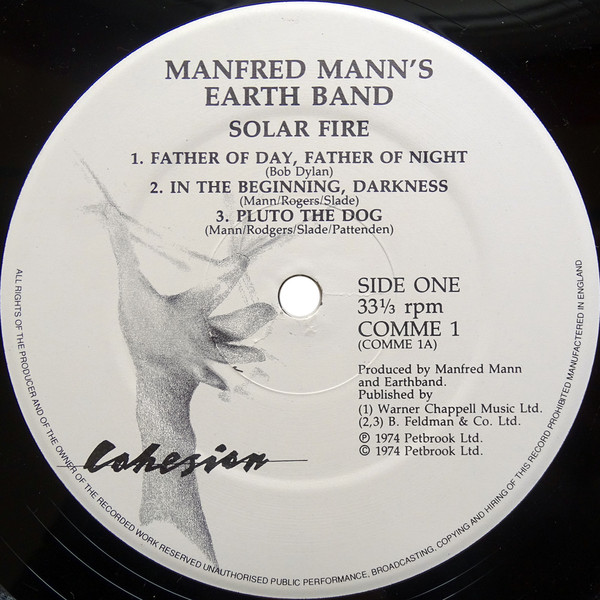 MANFRED MANN'S
EARTH BAND
SOLAR FIRE
1. FATHER OF DAY, FATHER OF NIGHT
(Bob Dylan)
2. IN THE BEGINNING, DARKNESS
(Mann/Rogers/Slade)
3. PLUTO THE DOG
(Mann/Rodgers/Slade/Pattenden)
SIDE ONE
33⅓ rpm
COMME 1
(COMME 1A)
Produced by Manfred Mann
and Earthband.
Published by
(1) Warner Chappell Music Ltd.
(2,3) B. Feldman & Co. Ltd.
℗ 1974 Petbrook Ltd.
© 1974 Petbrook Ltd.
Cohesion
ALL RIGHTS OF THE PRODUCER AND OF THE OWNER OF THE RECORDED WORK RESERVED UNAUTHORISED PUBLIC PERFORMANCE, BROADCASTING, COPYING AND HIRING OF THIS RECORD PROHIBITED MANUFACTURED IN ENGLAND